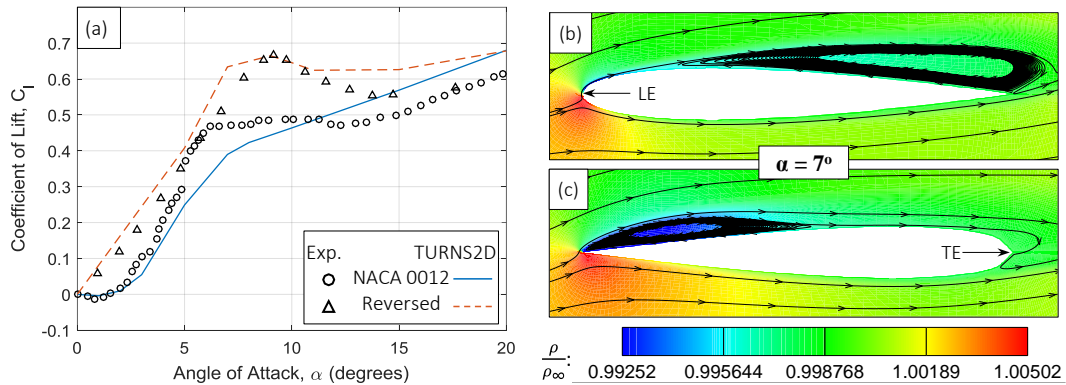 (a)
Coefficient of Lift, C_l
0.7
0.6
0.5
0.4
0.3
0.2
0.1
0
-0.1
0
5
10
15
20
Angle of Attack, α (degrees)
Exp. TURNS2D
NACA 0012
Reversed
(b)
LE
α = 7º
(c)
TE
ρ/ρ∞:
0.99252 0.995644 0.998768 1.00189 1.00502